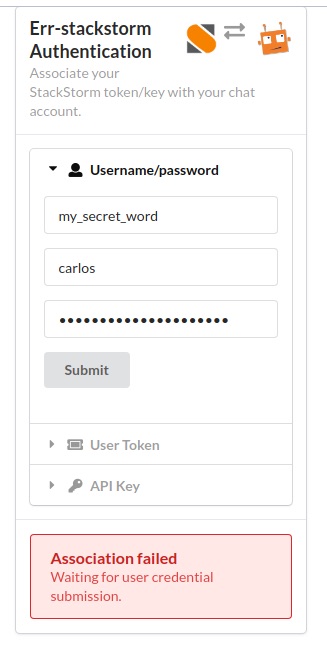 Err-stackstorm
Authentication
Associate your
StackStorm token/key with your chat
account.
Username/password
my_secret_word
carlos
•••••••••••••••••••••
Submit
User Token
API Key
Association failed
Waiting for user credential
submission.